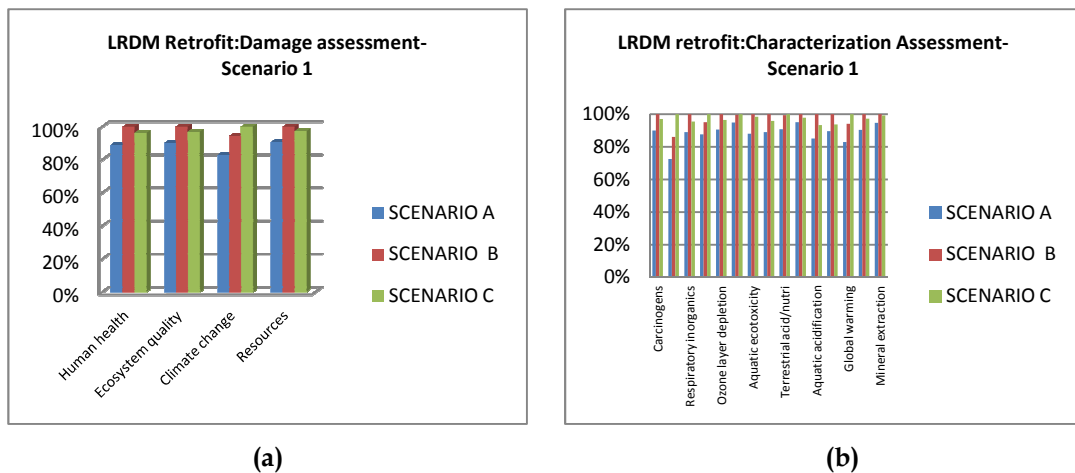 LRDM Retrofit:Damage assessment-
Scenario 1
100%
80%
60%
40%
20%
0%
Human health
Ecosystem quality
Climate change
Resources
SCENARIO A
SCENARIO B
SCENARIO C
(a)
LRDM retrofit:Characterization Assessment-
Scenario 1
100%
80%
60%
40%
20%
0%
Carcinogens
Respiratory inorganics
Ozone layer depletion
Aquatic ecotoxicity
Terrestrial acid/nutri
Aquatic acidification
Global warming
Mineral extraction
SCENARIO A
SCENARIO B
SCENARIO C
(b)